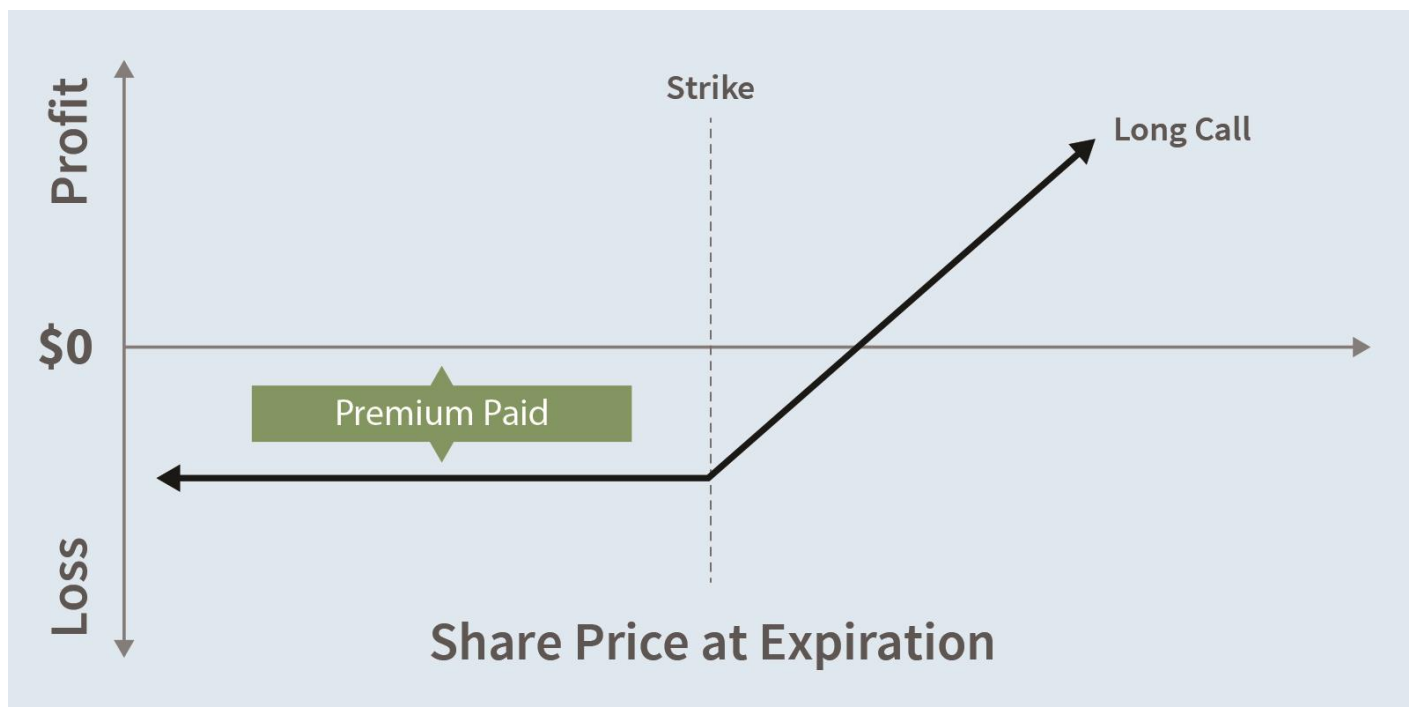 Profit
Strike
Long Call
$0
Premium Paid
Loss
Share Price at Expiration